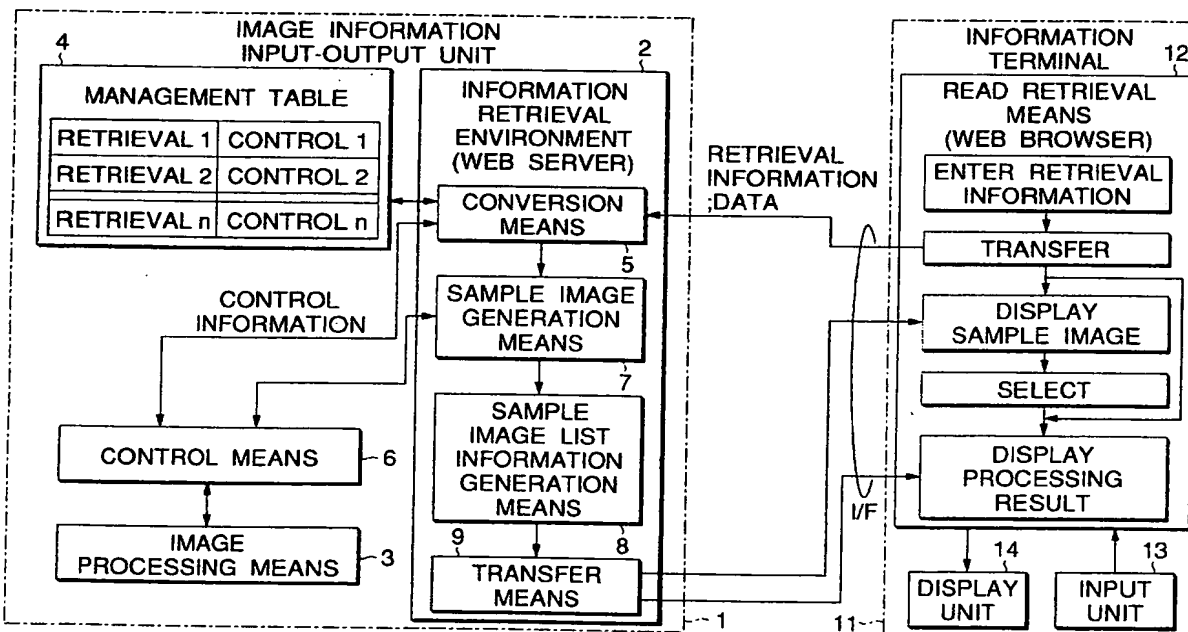 IMAGE INFORMATION
INPUT-OUTPUT UNIT
4
MANAGEMENT TABLE
RETRIEVAL 1 CONTROL 1
RETRIEVAL 2 CONTROL 2
RETRIEVAL n CONTROL n
2
INFORMATION
RETRIEVAL
ENVIRONMENT
(WEB SERVER)
CONVERSION
MEANS
5
SAMPLE IMAGE
GENERATION
MEANS
7
SAMPLE
IMAGE LIST
INFORMATION
GENERATION
MEANS
8
9
TRANSFER
MEANS
1
CONTROL
INFORMATION
CONTROL MEANS
6
IMAGE
PROCESSING MEANS
3
RETRIEVAL
INFORMATION
;DATA
I/F
INFORMATION
TERMINAL
12
READ RETRIEVAL
MEANS
(WEB BROWSER)
ENTER RETRIEVAL
INFORMATION
TRANSFER
DISPLAY
SAMPLE IMAGE
SELECT
DISPLAY
PROCESSING
RESULT
14
DISPLAY
UNIT
13
INPUT
UNIT
11